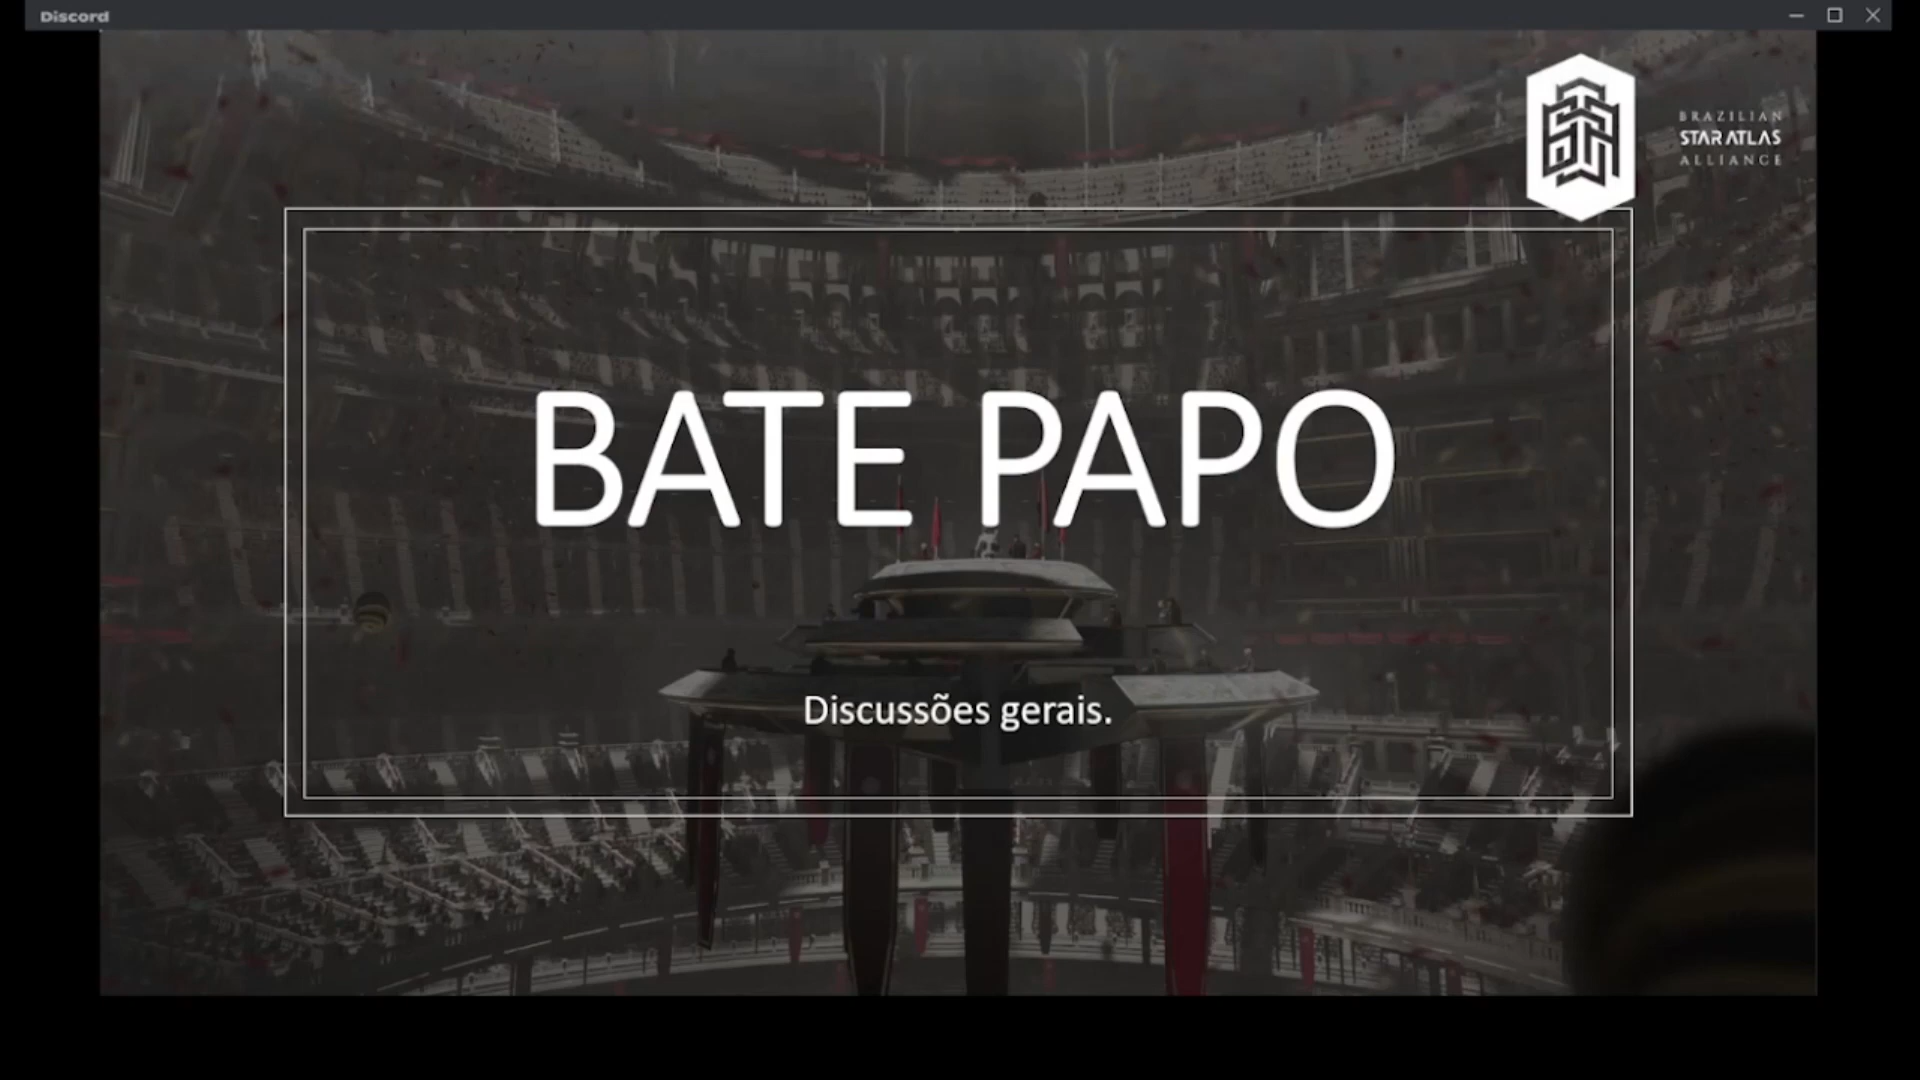 Discord
BRAZILIAN
STAR ATLAS
ALLIANCE
BATE PAPO
Discussões gerais.